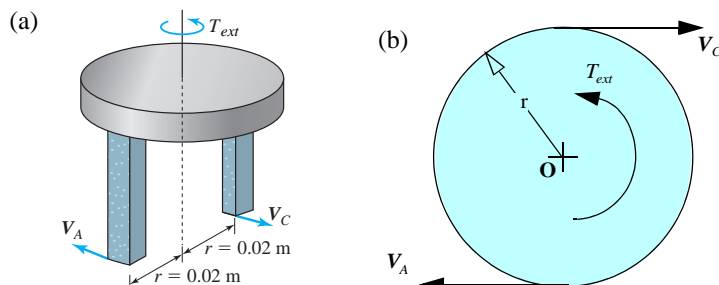 (a)
T_ext
V_A
V_C
r = 0.02 m
r = 0.02 m
(b)
V_C
T_ext
r
O
V_A